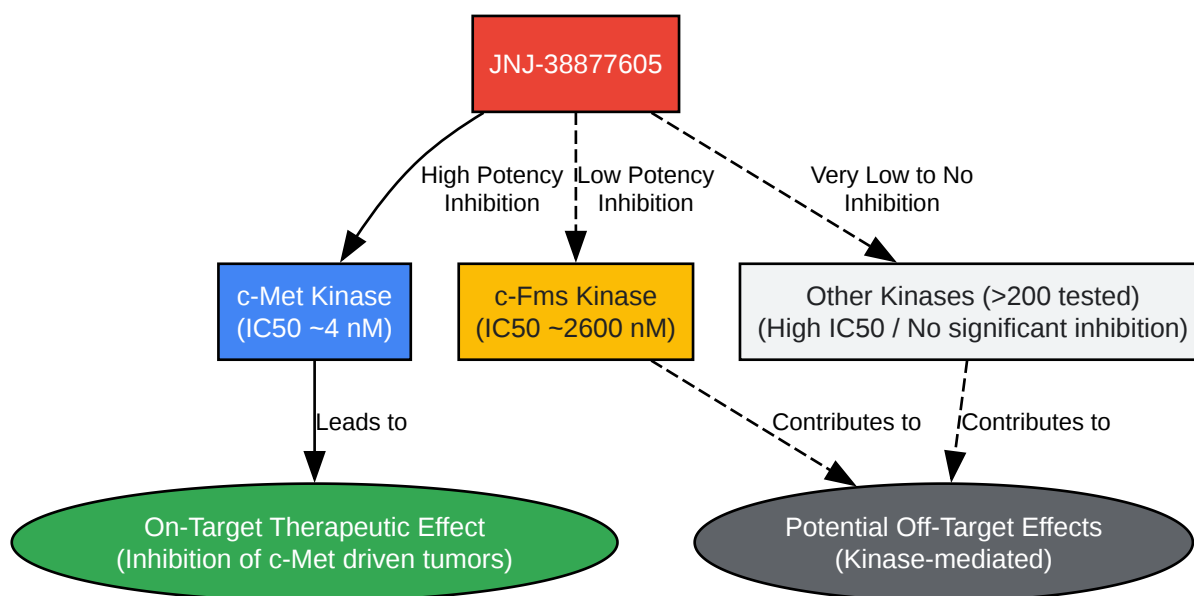 JNJ-38877605
High Potency
Inhibition
Low Potency
Inhibition
Very Low to No
Inhibition
c-Met Kinase
(IC50 ~4 nM)
c-Fms Kinase
(IC50 ~2600 nM)
Other Kinases (>200 tested)
(High IC50 / No significant inhibition)
Leads to
Contributes to
Contributes to
On-Target Therapeutic Effect
(Inhibition of c-Met driven tumors)
Potential Off-Target Effects
(Kinase-mediated)